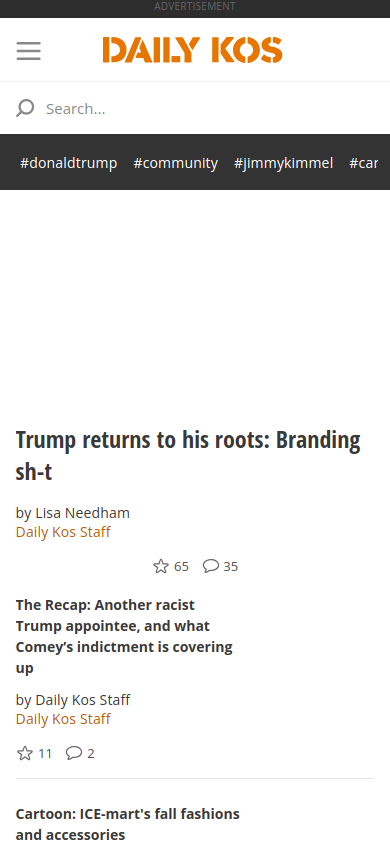 ADVERTISEMENT
DAILY KOS
Search...
#donaldtrump #community #jimmykimmel #car
Trump returns to his roots: Branding
sh-t
by Lisa Needham
Daily Kos Staff
65 35
The Recap: Another racist
Trump appointee, and what
Comey’s indictment is covering
up
by Daily Kos Staff
Daily Kos Staff
11 2
Cartoon: ICE-mart's fall fashions
and accessories